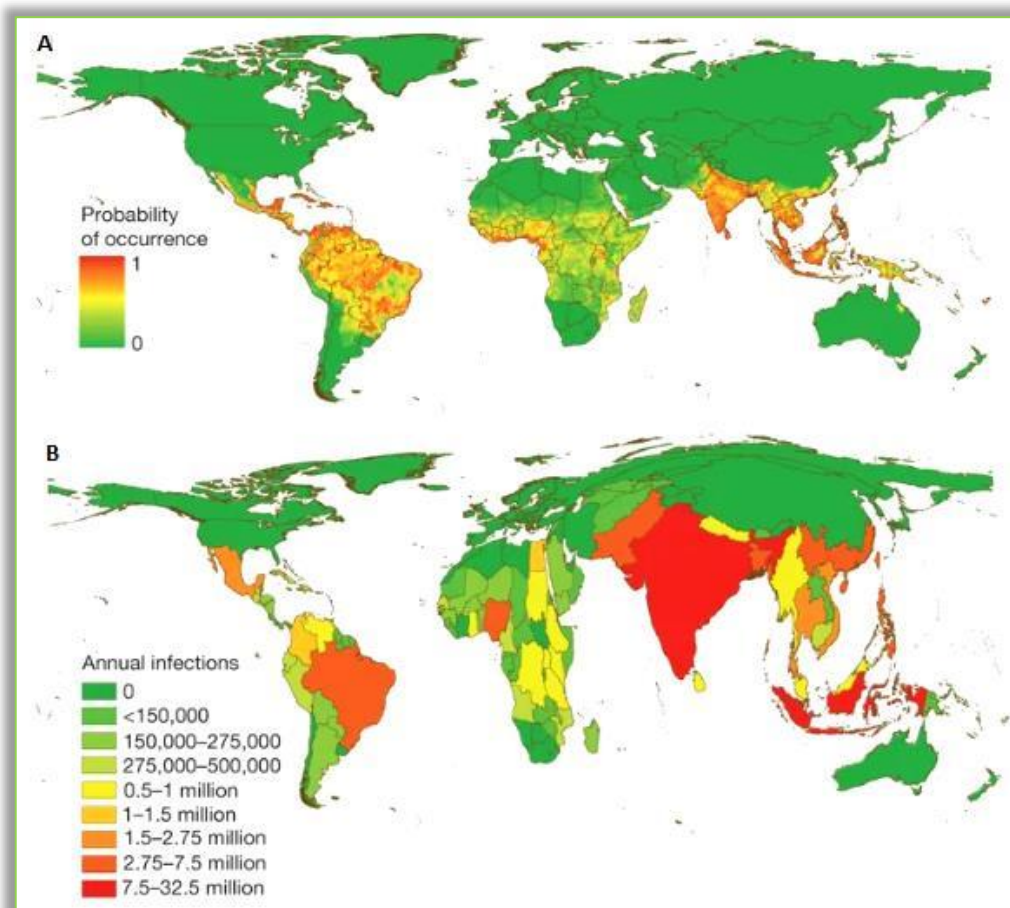 A
Probability
of occurrence
1
0
B
Annual infections
0
<150,000
150,000–275,000
275,000–500,000
0.5–1 million
1–1.5 million
1.5–2.75 million
2.75–7.5 million
7.5–32.5 million